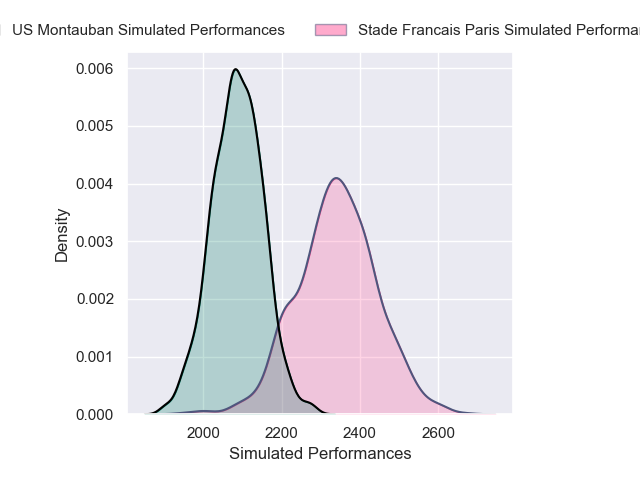 US Montauban Simulated Performances
Stade Francais Paris Simulated
0.006
0.005
0.004
0.003
0.002
0.001
0.000
Density
2000 2200 2400 2600
Simulated Performances